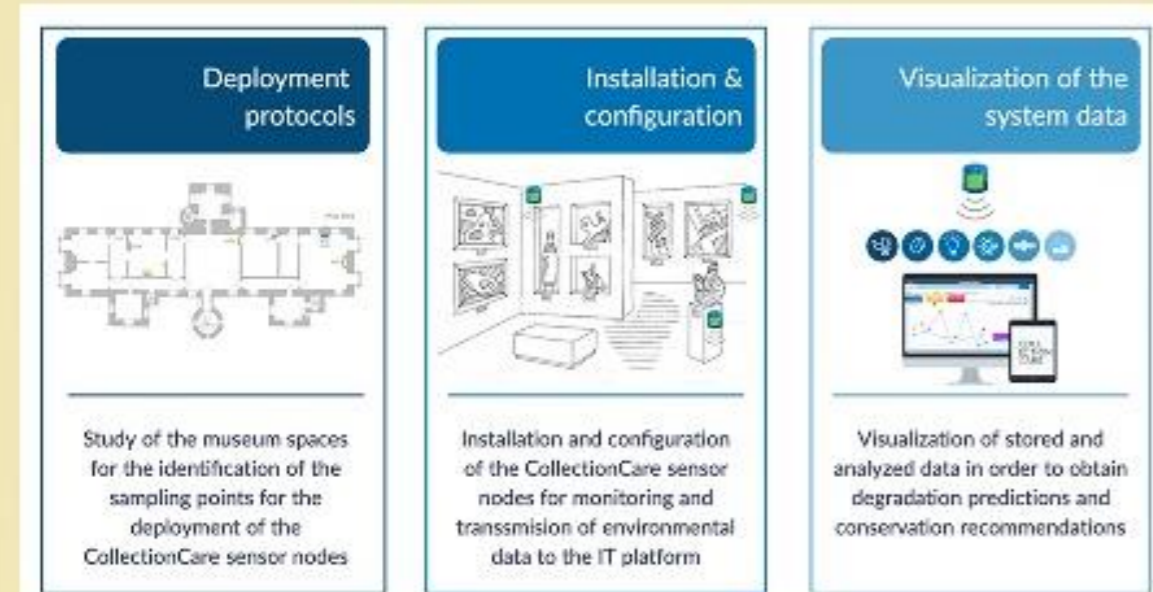 Deployment
protocols
Study of the museum spaces
for the identification of the
sampling points for the
deployment of the
CollectionCare sensor nodes
Installation &
configuration
Installation and configuration
of the CollectionCare sensor
nodes for monitoring and
transsmision of environmental
data to the IT platform
Visualization of the
system data
Visualization of stored and
analyzed data in order to obtain
degradation predictions and
conservation recommendations